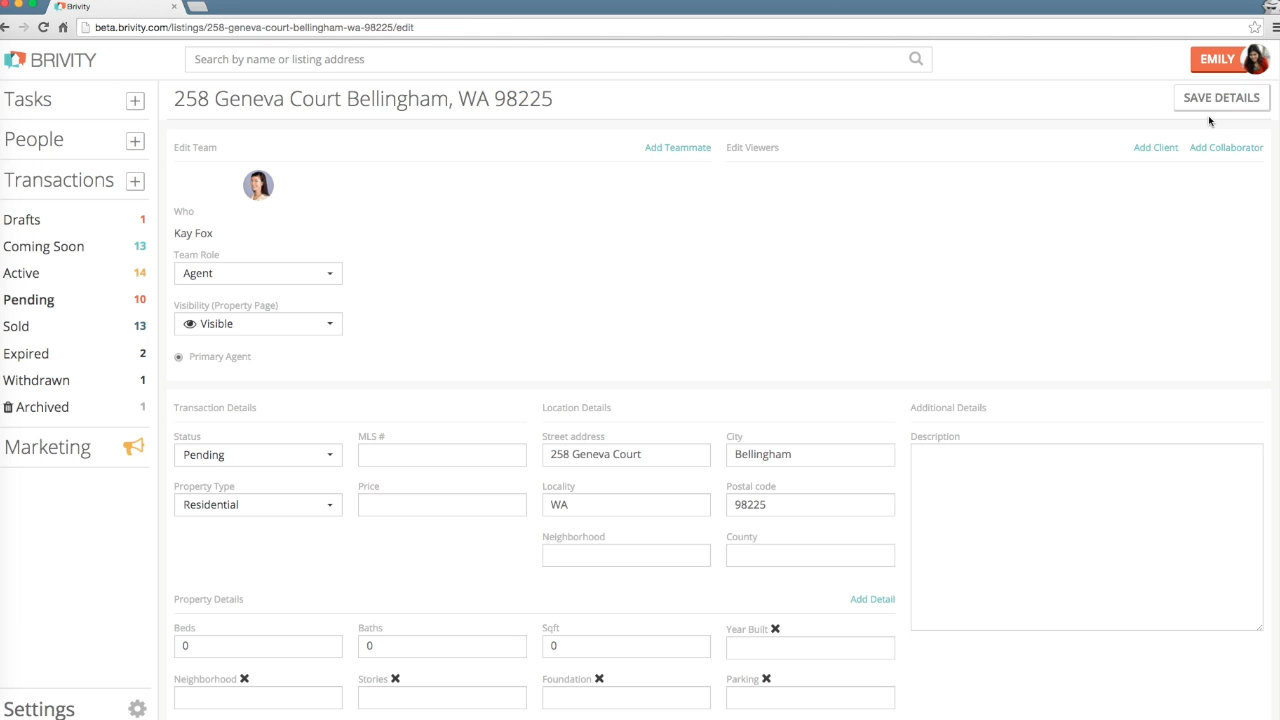 Brivity
beta.brivity.com/listings/258-geneva-court-bellingham-wa-98225/edit
BRIVITY
Search by name or listing address
EMILY
Tasks
258 Geneva Court Bellingham, WA 98225
SAVE DETAILS
People
Edit Team
Add Teammate
Edit Viewers
Add Client
Add Collaborator
Transactions
Who
Kay Fox
Drafts 1
Coming Soon 13
Active 14
Pending 10
Sold 13
Expired 2
Withdrawn 1
Archived 1
Marketing
Team Role
Agent
Visibility (Property Page)
Visible
Primary Agent
Transaction Details
Location Details
Additional Details
Status
MLS #
Street address
City
Description
Pending
258 Geneva Court
Bellingham
Property Type
Price
Locality
Postal code
Residential
WA
98225
Neighborhood
County
Property Details
Add Detail
Beds
Baths
Sqft
Year Built
0
0
0
Neighborhood
Stories
Foundation
Parking
Settings